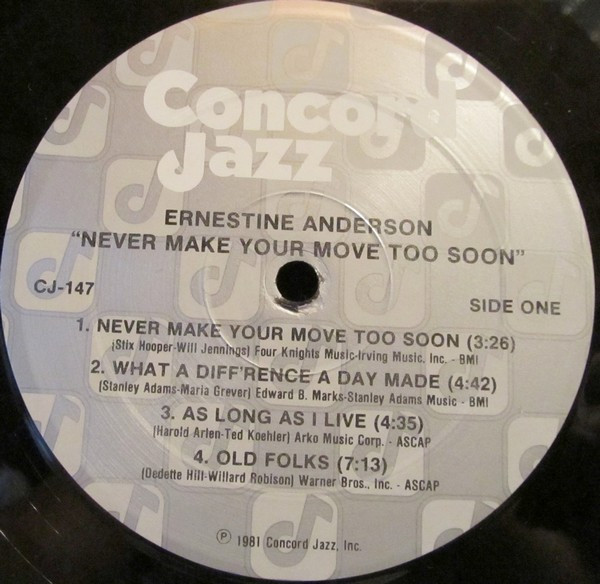 Concord
Jazz
ERNESTINE ANDERSON
"NEVER MAKE YOUR MOVE TOO SOON"
CJ-147
SIDE ONE
1. NEVER MAKE YOUR MOVE TOO SOON (3:26)
(Stix Hooper-Will Jennings) Four Knights Music-Irving Music, Inc. - BMI
2. WHAT A DIFF'RENCE A DAY MADE (4:42)
(Stanley Adams-Maria Grever) Edward B. Marks-Stanley Adams Music - BMI
3. AS LONG AS I LIVE (4:35)
(Harold Arlen-Ted Koehler) Arko Music Corp. - ASCAP
4. OLD FOLKS (7:13)
(Dedette Hill-Willard Robison) Warner Bros., Inc. - ASCAP
℗ 1981 Concord Jazz, Inc.